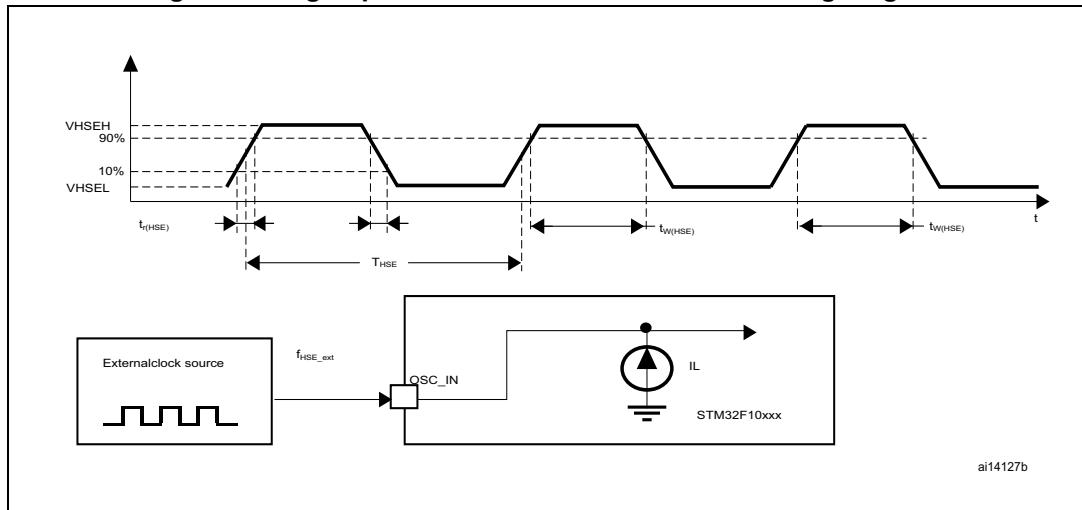 VHSEH
90%
10%
VHSEL
tr(HSE)
tW(HSE)
tW(HSE)
t
THSE
Externalclock source
fHSE_ext
OSC_IN
IL
STM32F10xxx
ai14127b